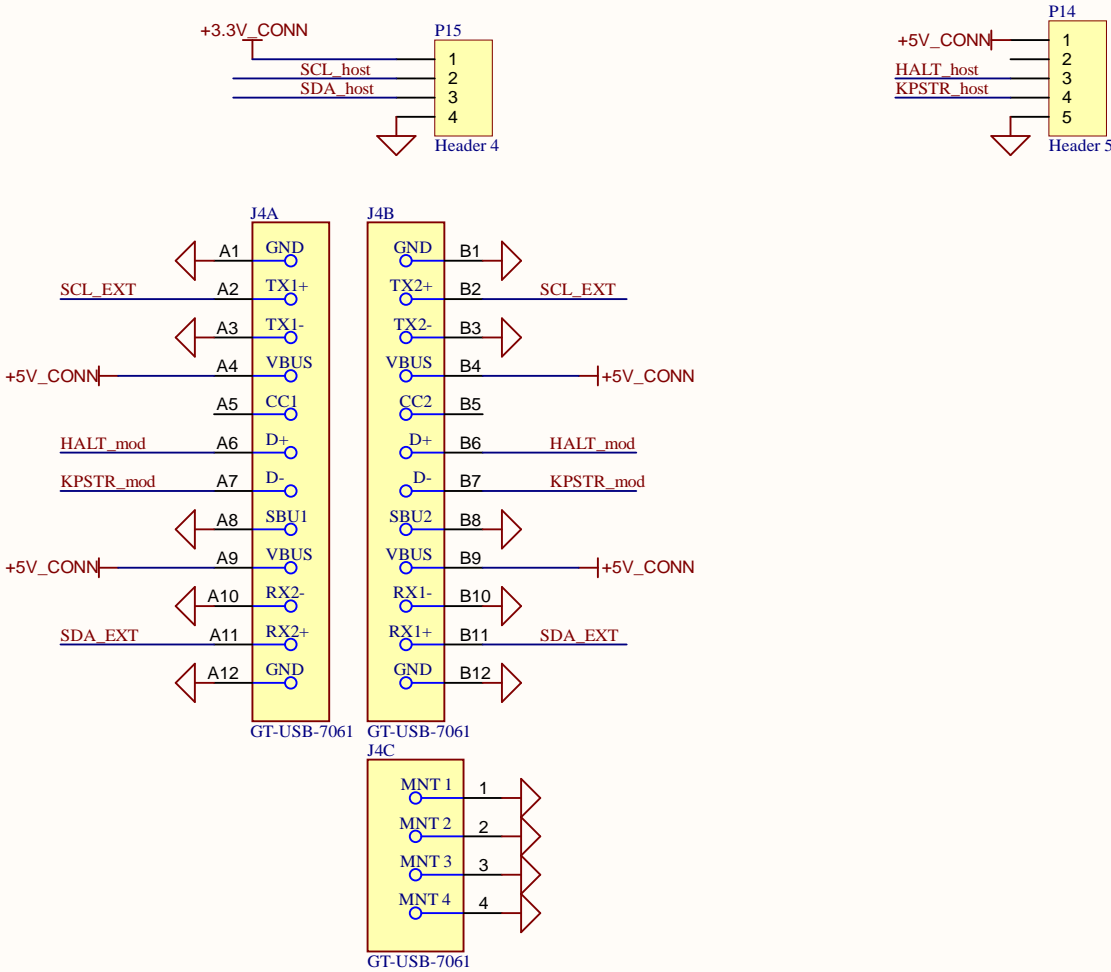 +3.3V_CONN
P15
1
SCL_host 2
SDA_host 3
4
Header 4
P14
+5V_CONN 1
2
HALT_host 3
KPSTR_host 4
5
Header 5
J4A
A1 GND
SCL_EXT A2 TX1+
A3 TX1-
+5V_CONN A4 VBUS
A5 CC1
HALT_mod A6 D+
KPSTR_mod A7 D-
A8 SBU1
+5V_CONN A9 VBUS
A10 RX2-
SDA_EXT A11 RX2+
A12 GND
GT-USB-7061
J4B
GND B1
TX2+ B2 SCL_EXT
TX2- B3
VBUS B4 +5V_CONN
CC2 B5
D+ B6 HALT_mod
D- B7 KPSTR_mod
SBU2 B8
VBUS B9 +5V_CONN
RX1- B10
RX1+ B11 SDA_EXT
GND B12
GT-USB-7061
J4C
MNT 1 1
MNT 2 2
MNT 3 3
MNT 4 4
GT-USB-7061